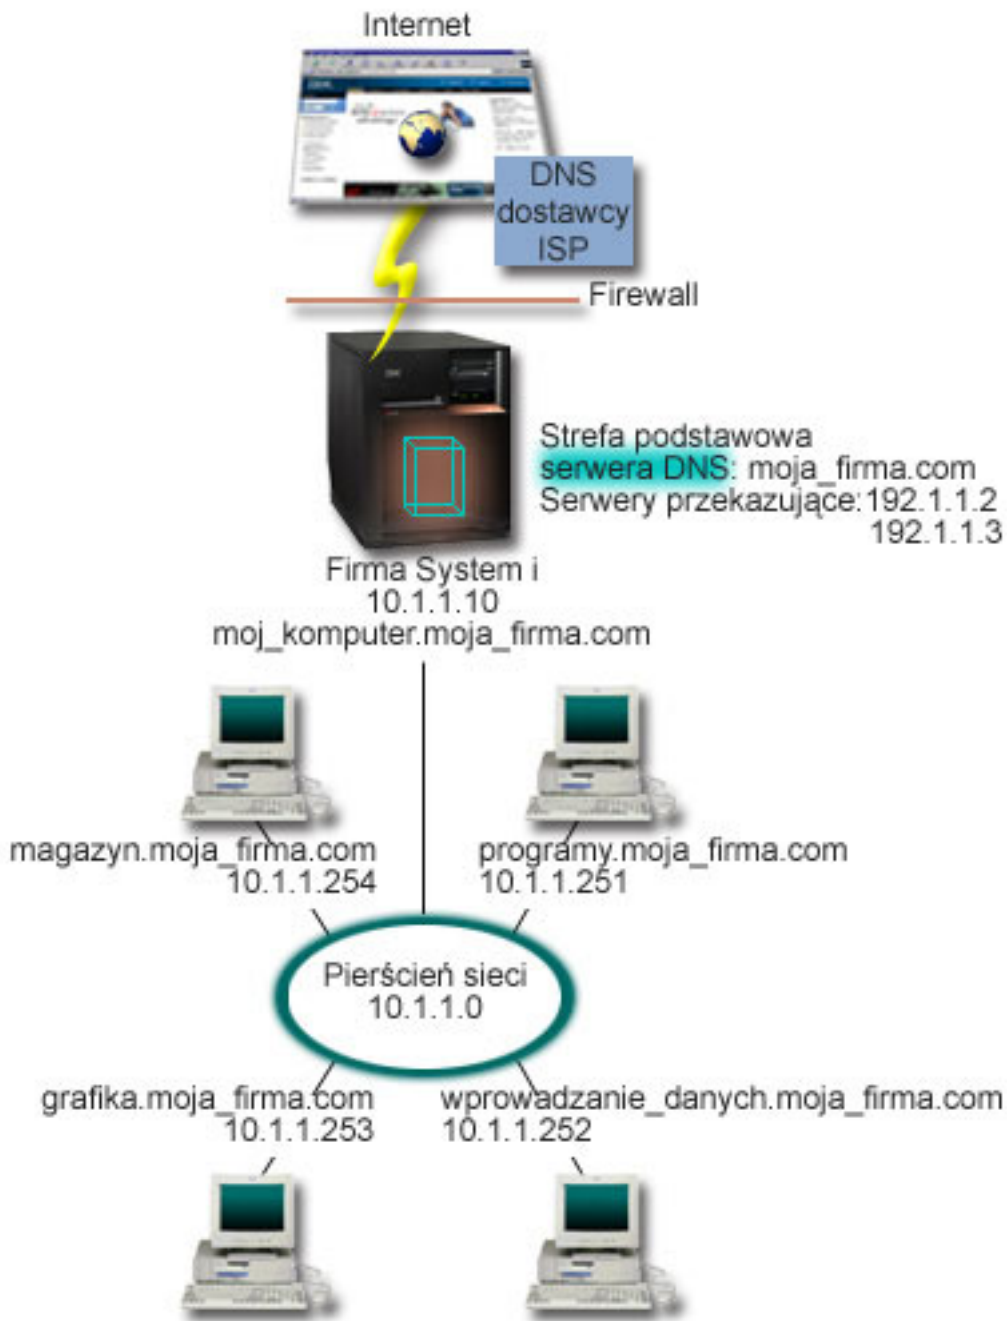 Internet
IBM
DNS
dostawcy
ISP
Firewall
IBM
Strefa podstawowa
serwera DNS: moja_firma.com
Serwery przekazujące:192.1.1.2
192.1.1.3
Firma System i
10.1.1.10
moj_komputer.moja_firma.com
magazyn.moja_firma.com
10.1.1.254
programy.moja_firma.com
10.1.1.251
Pierścień sieci
10.1.1.0
grafika.moja_firma.com
10.1.1.253
wprowadzanie_danych.moja_firma.com
10.1.1.252